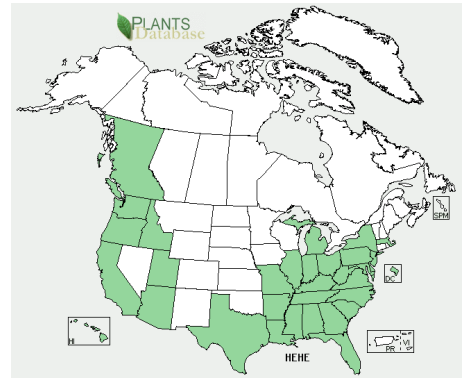 PLANTS
Database
SPM
DC
HI
PR
VI
HEHE